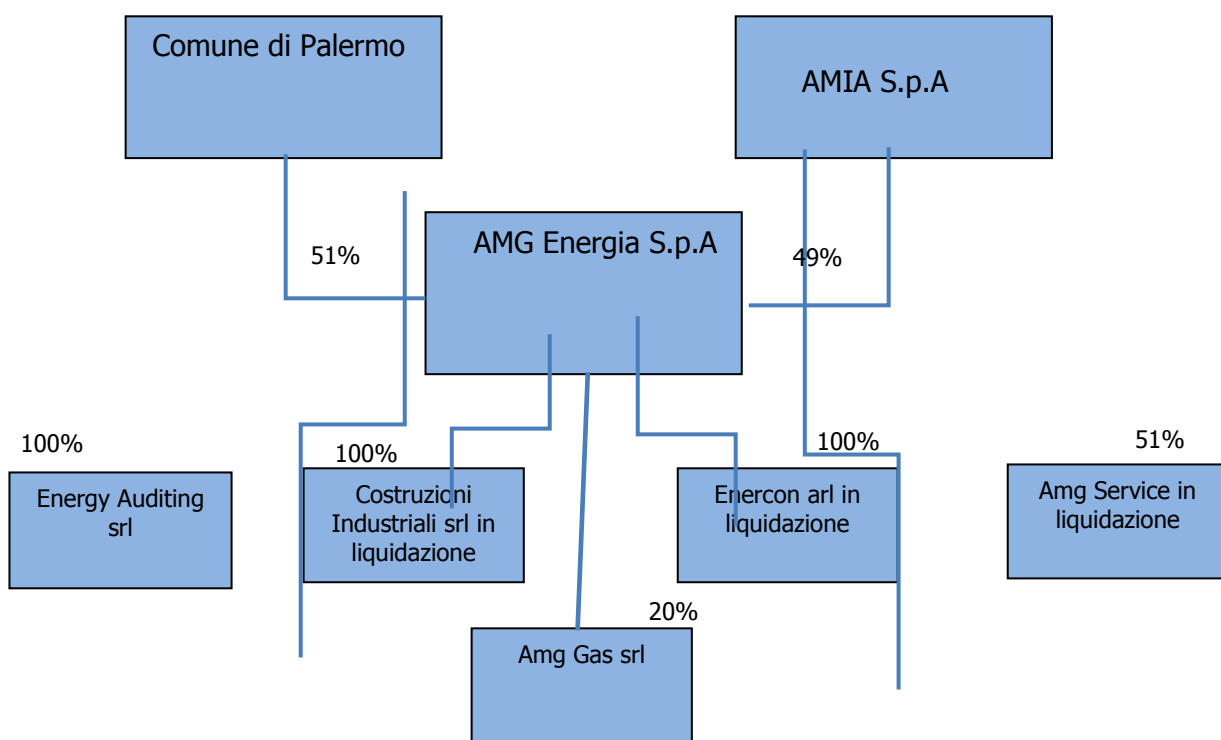 Comune di Palermo
AMIA S.p.A
AMG Energia S.p.A
51%
49%
100%
100%
100%
51%
Energy Auditing
srl
Costruzioni
Industriali srl in
liquidazione
Enercon arl in
liquidazione
Amg Service in
liquidazione
20%
Amg Gas srl